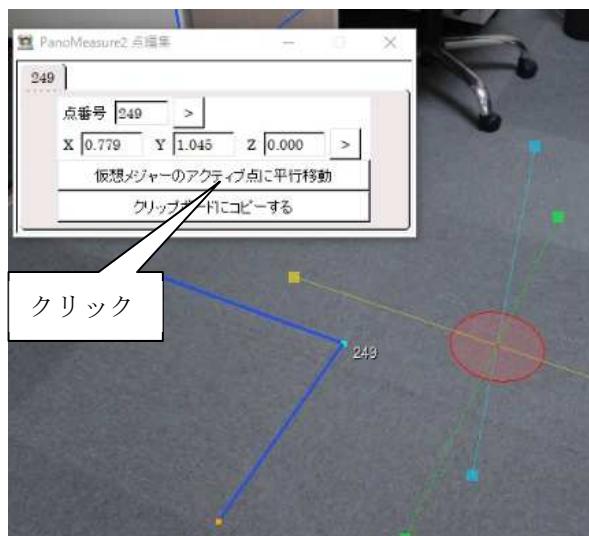 PanoMeasure2 点編集
249
点番号 249 >
X 0.779 Y 1.045 Z 0.000 >
仮想メジャーのアクティブ点に平行移動
クリップボードにコピーする
クリック
249